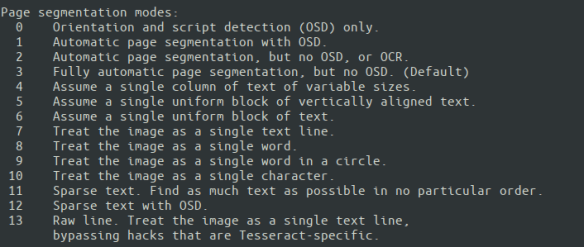 Page segmentation modes:
0 Orientation and script detection (OSD) only.
1 Automatic page segmentation with OSD.
2 Automatic page segmentation, but no OSD, or OCR.
3 Fully automatic page segmentation, but no OSD. (Default)
4 Assume a single column of text of variable sizes.
5 Assume a single uniform block of vertically aligned text.
6 Assume a single uniform block of text.
7 Treat the image as a single text line.
8 Treat the image as a single word.
9 Treat the image as a single word in a circle.
10 Treat the image as a single character.
11 Sparse text. Find as much text as possible in no particular order.
12 Sparse text with OSD.
13 Raw line. Treat the image as a single text line,
bypassing hacks that are Tesseract-specific.